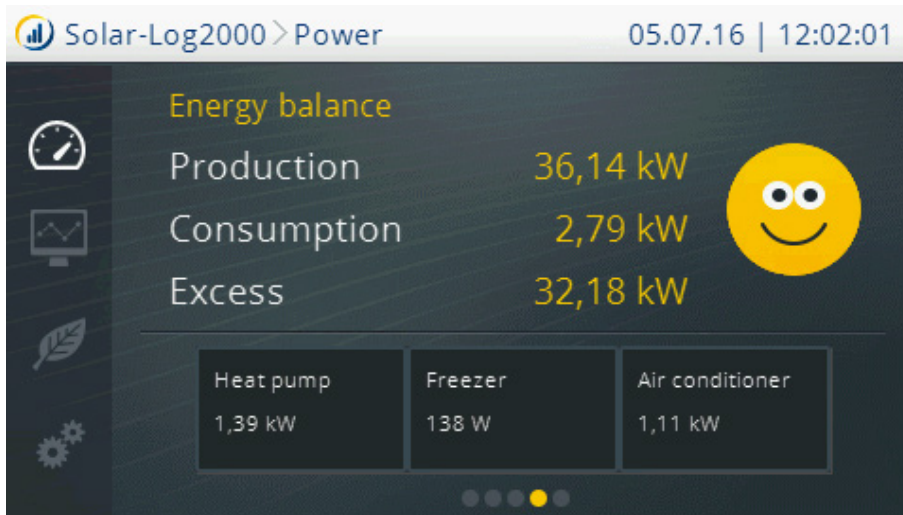 Solar-Log2000 > Power 05.07.16 | 12:02:01
Energy balance
Production 36,14 kW
Consumption 2,79 kW
Excess 32,18 kW
Heat pump Freezer Air conditioner
1,39 kW 138 W 1,11 kW